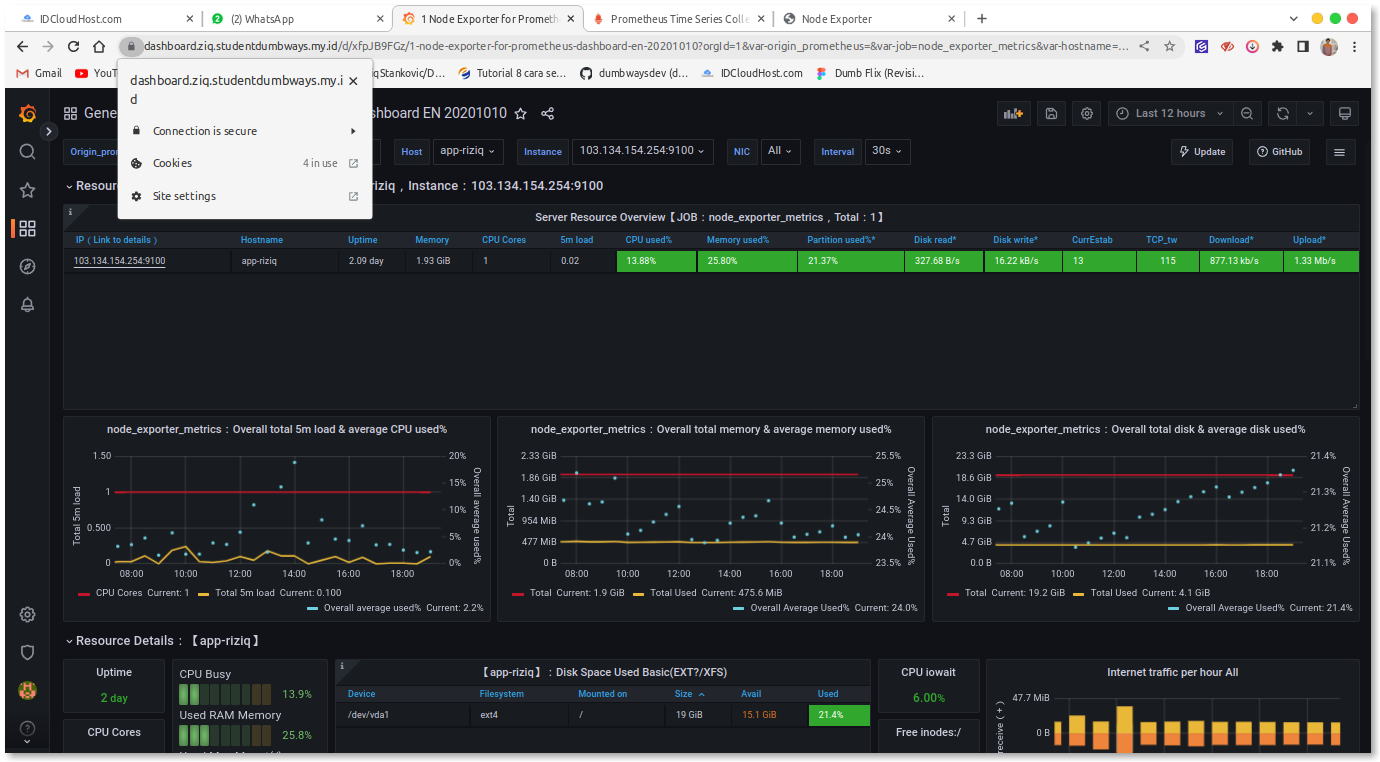 IDCloudHost.com
(2) WhatsApp
1 Node Exporter for Prometh
Prometheus Time Series Colle
Node Exporter
dashboard.ziq.studentdumbways.my.id/d/xfpJB9FGz/1-node-exporter-for-prometheus-dashboard-en-20201010?orgId=1&var-origin_prometheus=&var-job=node_exporter_metrics&var-hostname=...
Gmail
YouT
qStankovic/D...
Tutorial 8 cara se...
dumbwaysdev (d...
IDCloudHost.com
Dumb Flix (Revisi...
dashboard.ziq.studentdumbways.my.i
d
Connection is secure
Cookies 4 in use
Site settings
Gene
shboard EN 20201010
Last 12 hours
Origin_pro
Host app-riziq
Instance 103.134.154.254:9100
NIC All
Interval 30s
Update
GitHub
Resour
riziq，Instance：103.134.154.254:9100
Server Resource Overview【JOB：node_exporter_metrics，Total：1】
IP（Link to details） Hostname Uptime Memory CPU Cores 5m load CPU used% Memory used% Partition used%* Disk read* Disk write* CurrEstab TCP_tw Download* Upload*
103.134.154.254:9100 app-riziq 2.09 day 1.93 GiB 1 0.02 13.88% 25.80% 21.37% 327.68 B/s 16.22 kB/s 13 115 877.13 kb/s 1.33 Mb/s
node_exporter_metrics：Overall total 5m load & average CPU used%
1.50
1
0.500
0
Total 5m load
20%
15%
10%
5%
0%
Overall average used%
08:00 10:00 12:00 14:00 16:00 18:00
CPU Cores Current: 1 Total 5m load Current: 0.100
Overall average used% Current: 2.2%
node_exporter_metrics：Overall total memory & average memory used%
2.33 GiB
1.86 GiB
1.40 GiB
954 MiB
477 MiB
0 B
Total
25.5%
25%
24.5%
24%
23.5%
Overall Average Used%
08:00 10:00 12:00 14:00 16:00 18:00
Total Current: 1.9 GiB Total Used Current: 475.6 MiB
Overall Average Used% Current: 24.0%
node_exporter_metrics：Overall total disk & average disk used%
23.3 GiB
18.6 GiB
14.0 GiB
9.3 GiB
4.7 GiB
0.0 B
Total
21.4%
21.3%
21.2%
21.1%
Overall Average Used%
08:00 10:00 12:00 14:00 16:00 18:00
Total Current: 19.2 GiB Total Used Current: 4.1 GiB
Overall Average Used% Current: 21.4%
Resource Details：【app-riziq】
Uptime
2 day
CPU Cores
CPU Busy
13.9%
Used RAM Memory
25.8%
【app-riziq】：Disk Space Used Basic(EXT?/XFS)
Device Filesystem Mounted on Size Avail Used
/dev/vda1 ext4 / 19 GiB 15.1 GiB 21.4%
CPU iowait
6.00%
Free inodes:/
Internet traffic per hour All
47.7 MiB
0 B
receive (+)